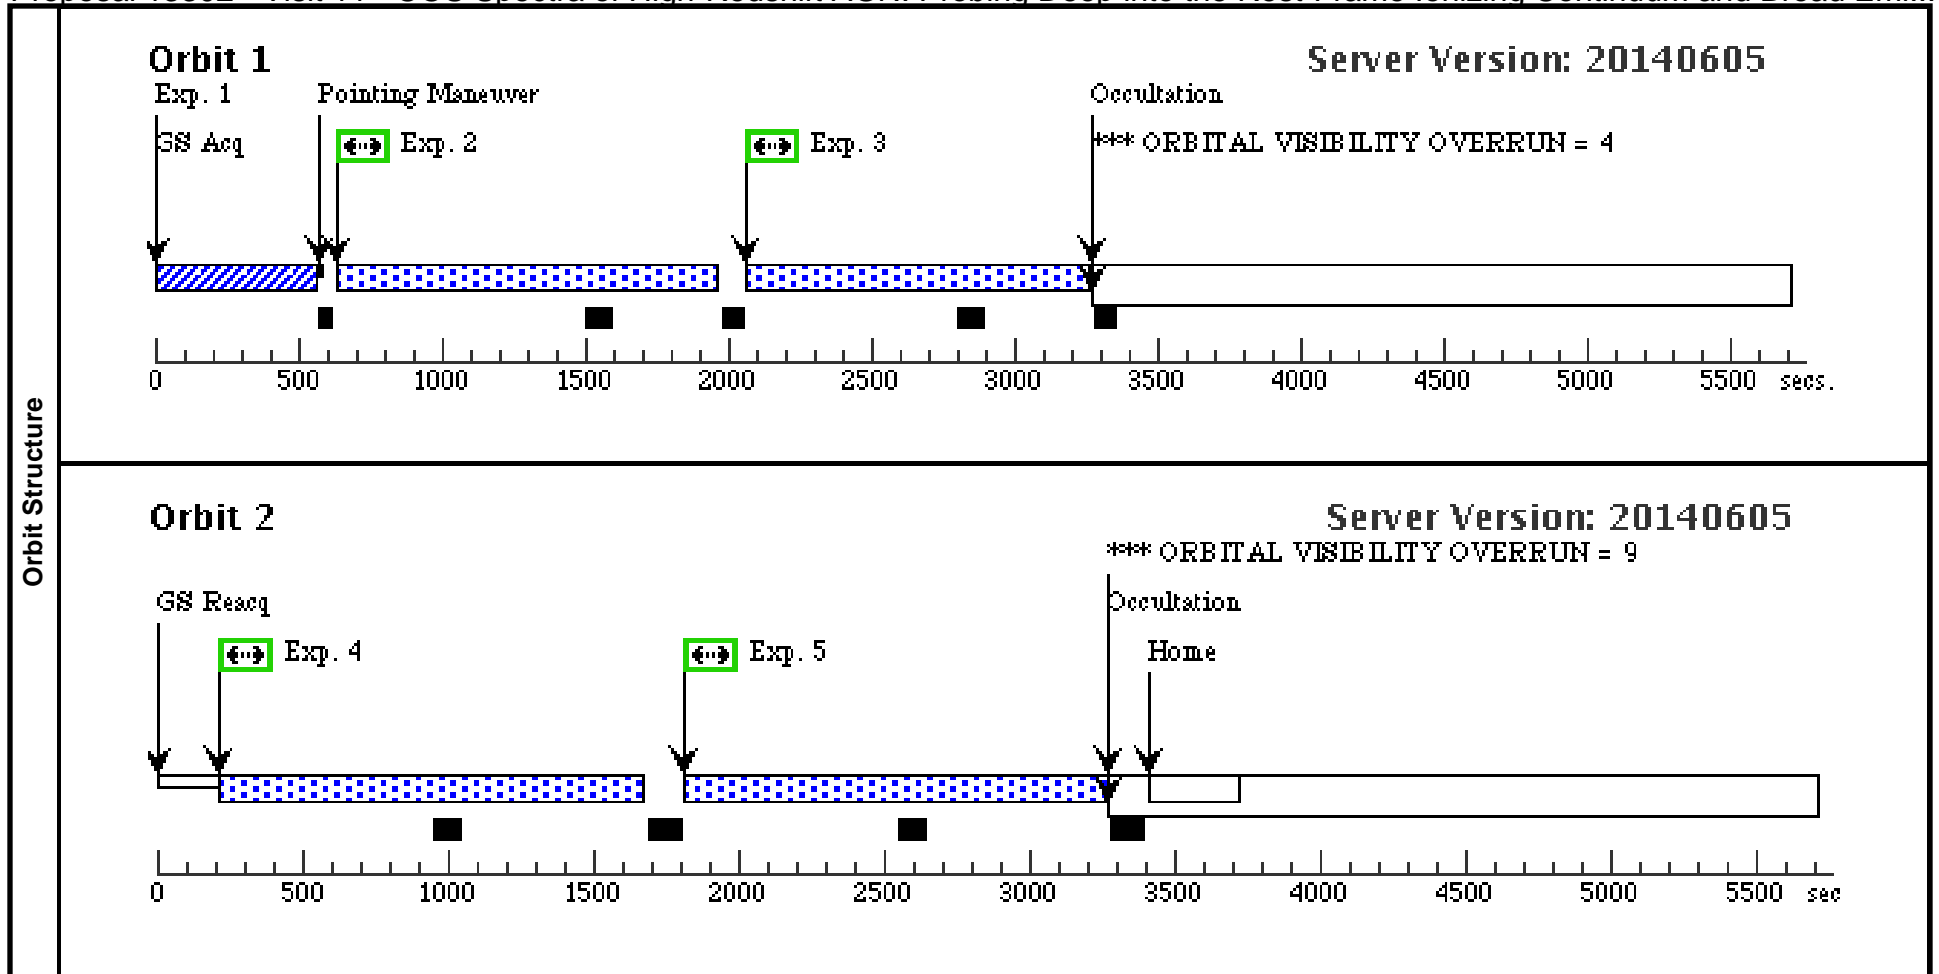 Orbit Structure
Orbit 1
Server Version: 20140605
Exp. 1
Pointing Maneuver
Occultation
GS Acq
Exp. 2
Exp. 3
*** ORBITAL VISIBILITY OVERRUN = 4
0 500 1000 1500 2000 2500 3000 3500 4000 4500 5000 5500 secs.
Orbit 2
Server Version: 20140605
*** ORBITAL VISIBILITY OVERRUN = 9
GS Reacq
Occultation
Exp. 4
Exp. 5
Home
0 500 1000 1500 2000 2500 3000 3500 4000 4500 5000 5500 sec